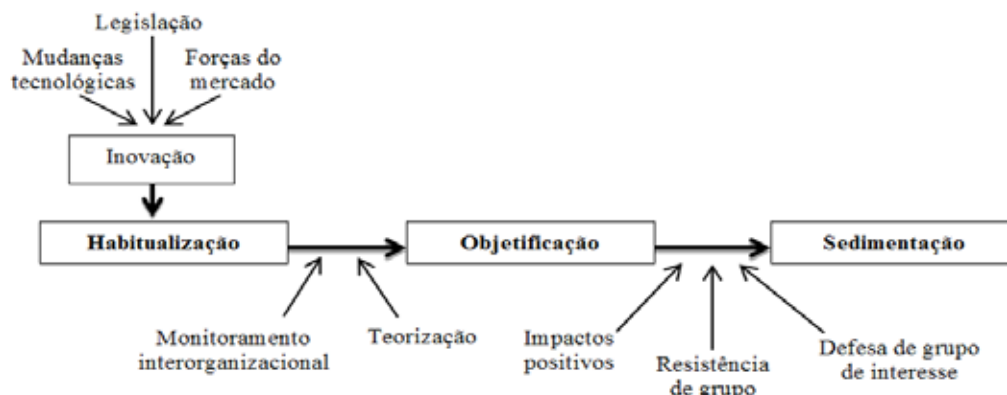 Legislação
Mudanças
tecnológicas
Forças do
mercado
Inovação
Habitualização
Objetificação
Sedimentação
Monitoramento
interorganizacional
Teorização
Impactos
positivos
Resistência
de grupo
Defesa de grupo
de interesse